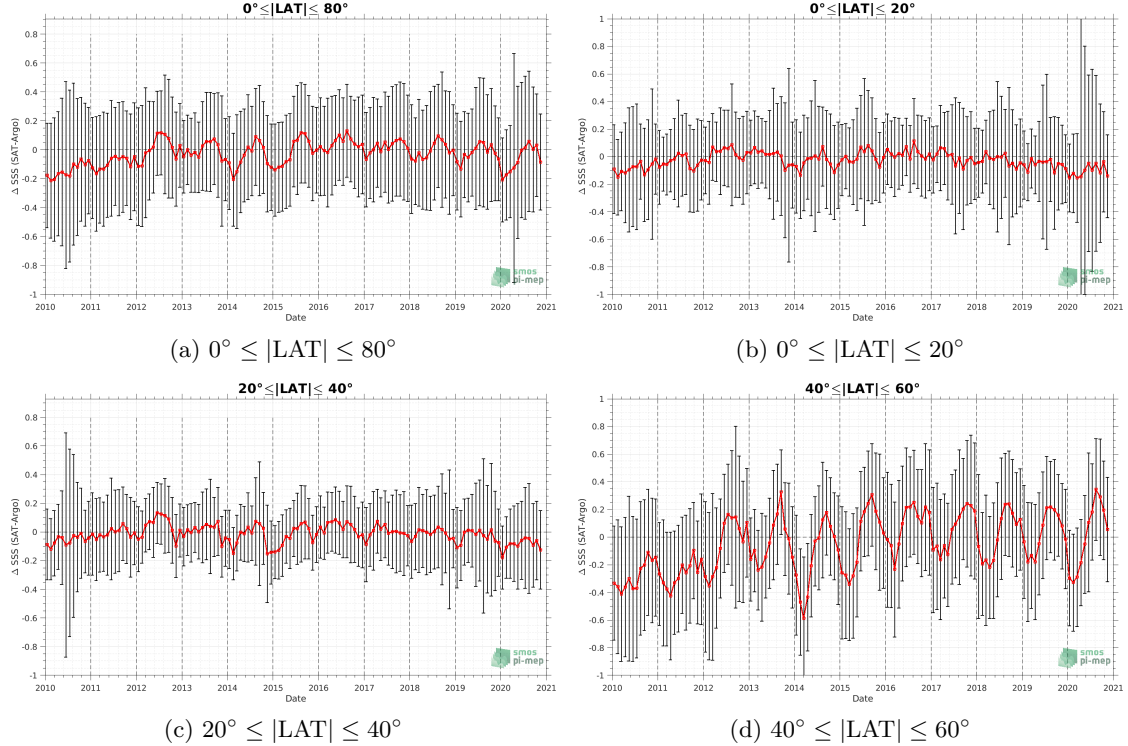 0°≤|LAT|≤ 80°
Δ SSS (SAT-Argo)
0.8
0.6
0.4
0.2
0
-0.2
-0.4
-0.6
-0.8
-1
smos
pi-mep
2010 2011 2012 2013 2014 2015 2016 2017 2018 2019 2020 2021
Date
(a) 0° ≤ |LAT| ≤ 80°
0°≤|LAT|≤ 20°
Δ SSS (SAT-Argo)
1
0.8
0.6
0.4
0.2
0
-0.2
-0.4
-0.6
-0.8
-1
smos
pi-mep
2010 2011 2012 2013 2014 2015 2016 2017 2018 2019 2020 2021
Date
(b) 0° ≤ |LAT| ≤ 20°
20°≤|LAT|≤ 40°
Δ SSS (SAT-Argo)
0.8
0.6
0.4
0.2
0
-0.2
-0.4
-0.6
-0.8
-1
smos
pi-mep
2010 2011 2012 2013 2014 2015 2016 2017 2018 2019 2020 2021
Date
(c) 20° ≤ |LAT| ≤ 40°
40°≤|LAT|≤ 60°
Δ SSS (SAT-Argo)
1
0.8
0.6
0.4
0.2
0
-0.2
-0.4
-0.6
-0.8
-1
smos
pi-mep
2010 2011 2012 2013 2014 2015 2016 2017 2018 2019 2020 2021
Date
(d) 40° ≤ |LAT| ≤ 60°